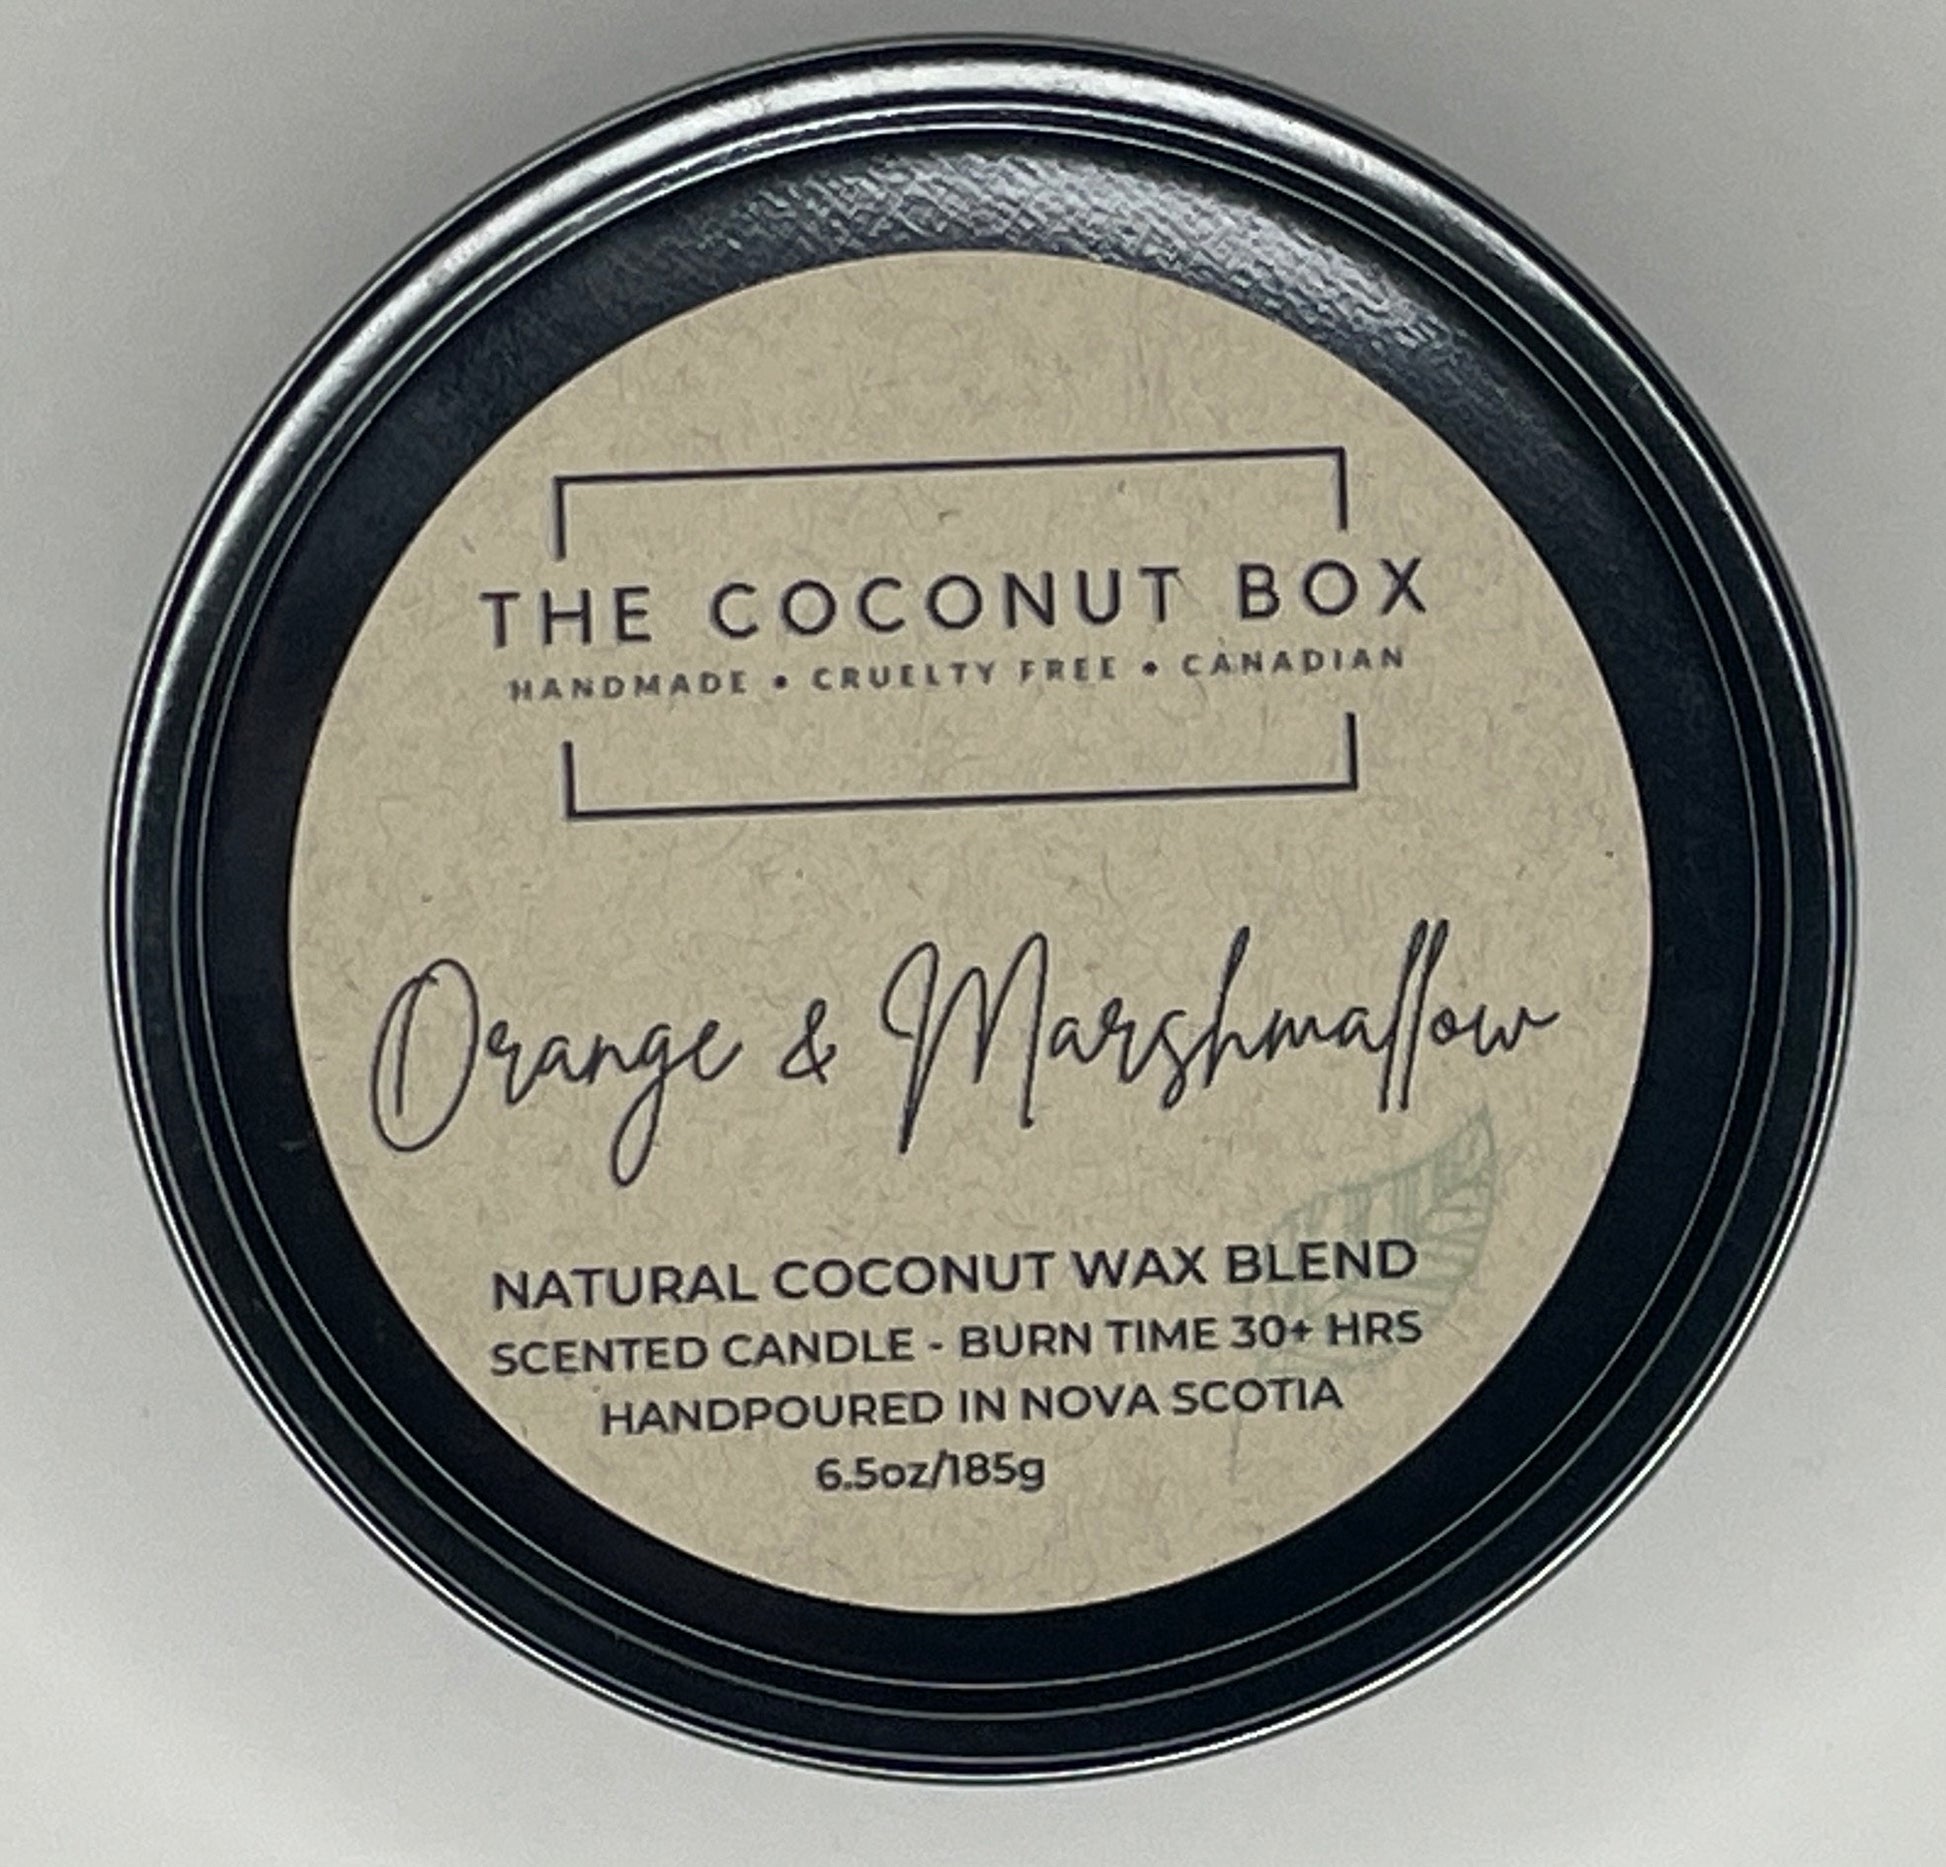 THE COCONUT BOX
HANDMADE • CRUELTY FREE • CANADIAN
Orange & Marshmallow
NATURAL COCONUT WAX BLEND
SCENTED CANDLE - BURN TIME 30+ HRS
HANDPOURED IN NOVA SCOTIA
6.5oz/185g